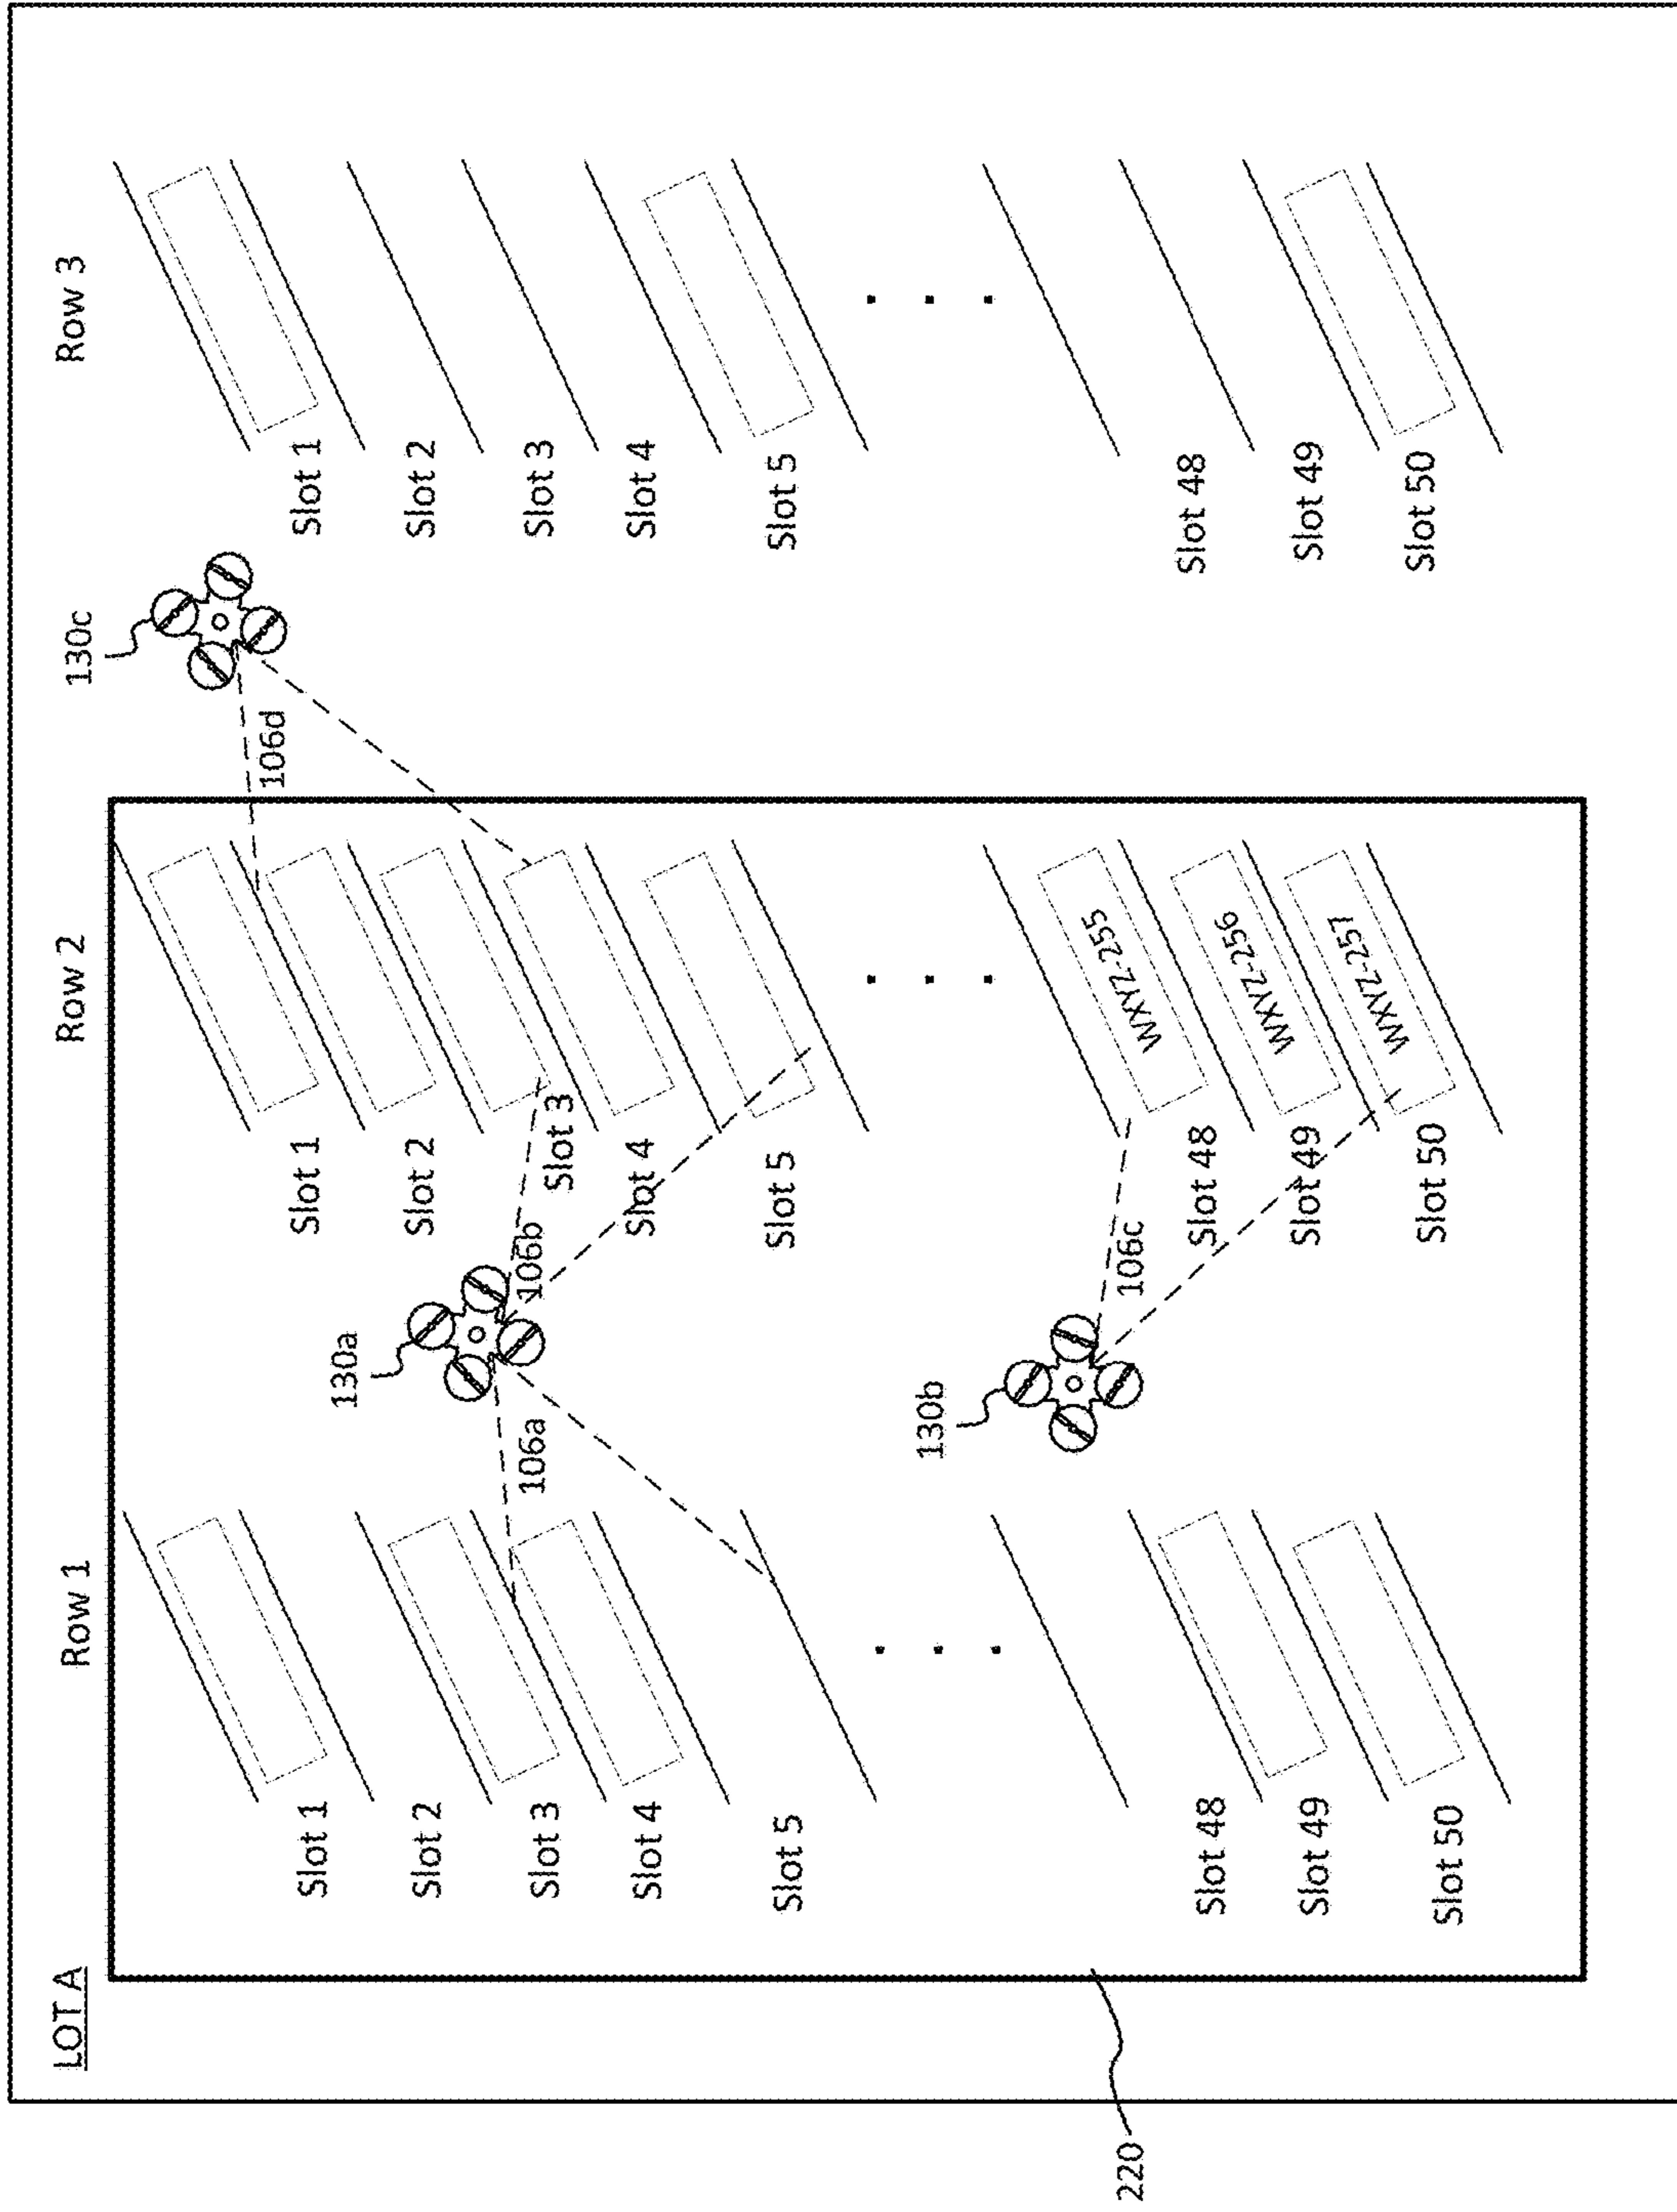 LOT A
Row 1
Row 2
Row 3
Slot 1
Slot 2
Slot 3
Slot 4
Slot 5
Slot 48
Slot 49
Slot 50
Slot 1
Slot 2
Slot 3
Slot 4
Slot 5
Slot 48
Slot 49
Slot 50
WXYZ-255
WXYZ-256
WXYZ-257
Slot 1
Slot 2
Slot 3
Slot 4
Slot 5
Slot 48
Slot 49
Slot 50
130a
106a
106b
130b
106c
130c
106d
220